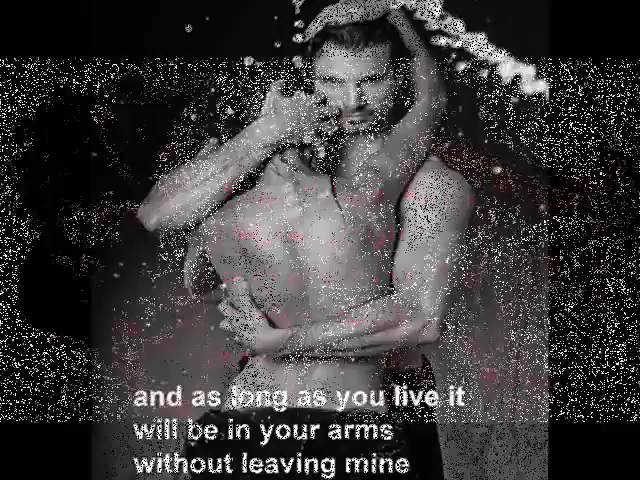 and as long as you live it
will be in your arms
without leaving mine